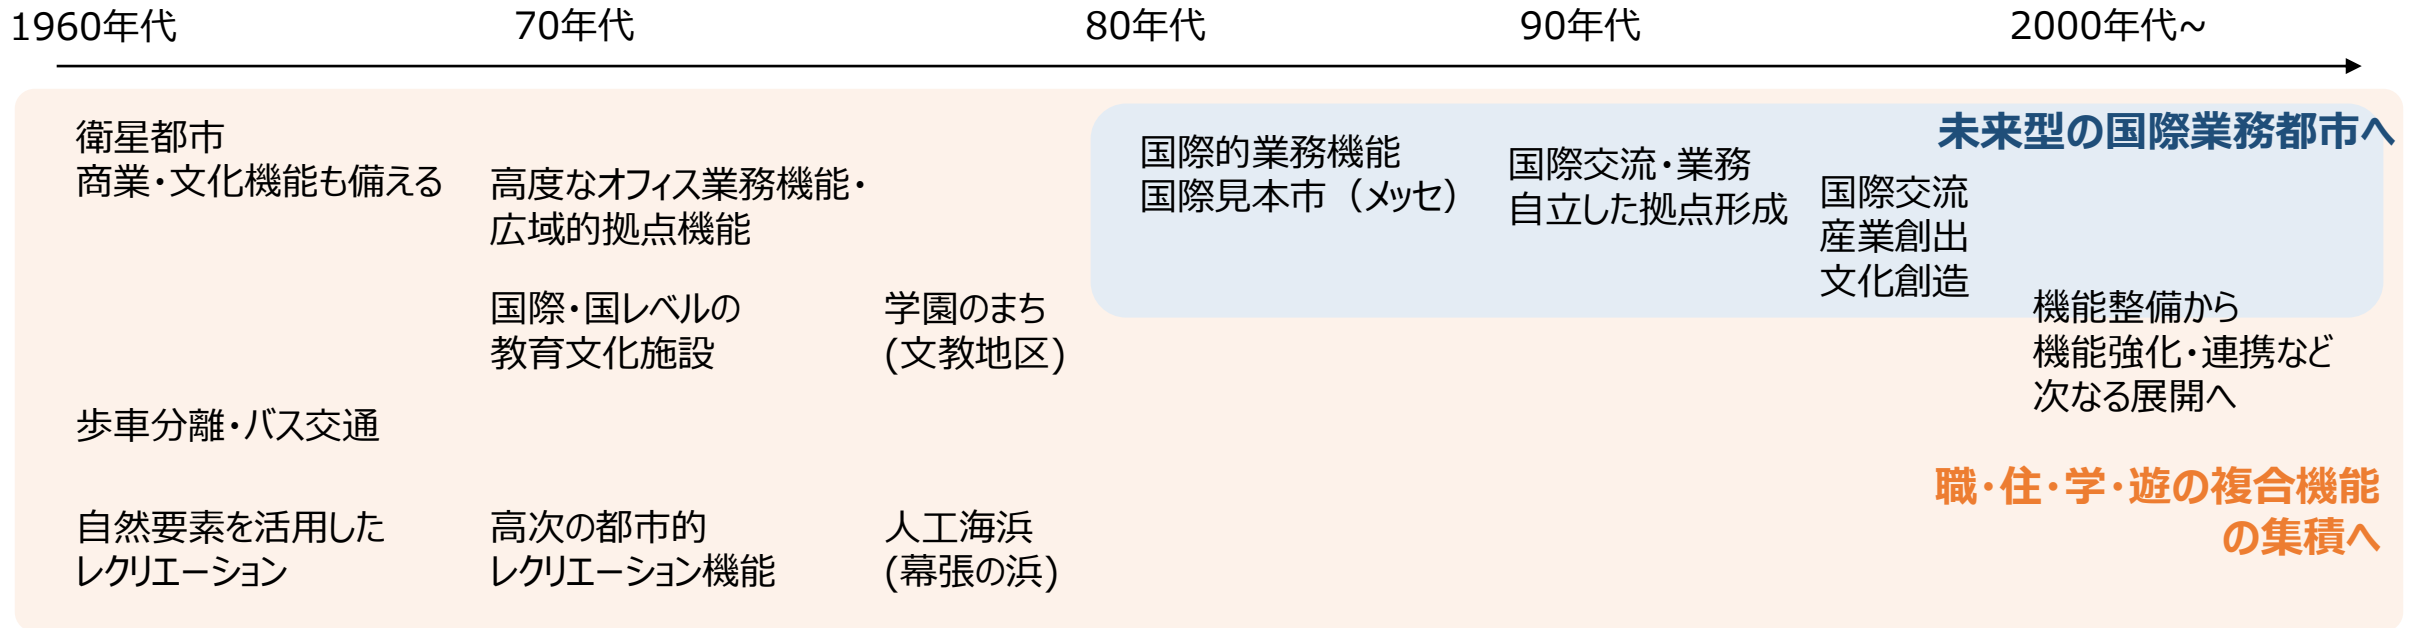 1960年代
70年代
80年代
90年代
2000年代~
衛星都市
商業・文化機能も備える
歩車分離・バス交通
自然要素を活用した
レクリエーション
高度なオフィス業務機能・
広域的拠点機能
国際・国レベルの
教育文化施設
高次の都市的
レクリエーション機能
学園のまち
(文教地区)
人工海浜
(幕張の浜)
国際的業務機能
国際見本市（メッセ）
国際交流・業務
自立した拠点形成
国際交流
産業創出
文化創造
未来型の国際業務都市へ
機能整備から
機能強化・連携など
次なる展開へ
職・住・学・遊の複合機能
の集積へ